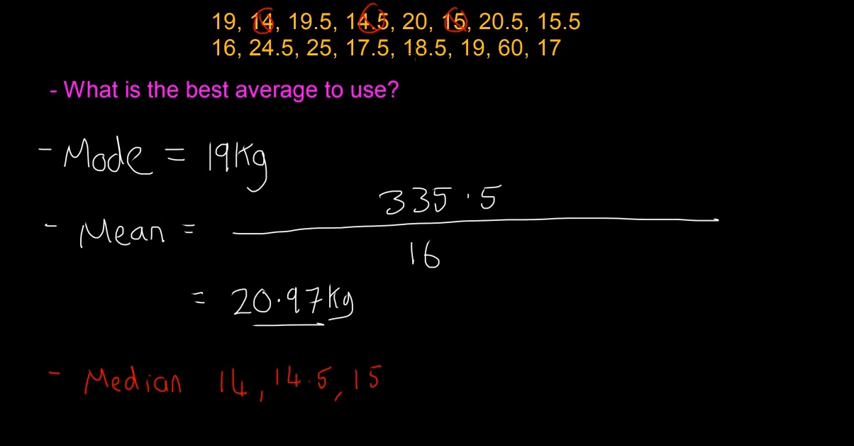 19, 14, 19.5, 14.5, 20, 15, 20.5, 15.5
16, 24.5, 25, 17.5, 18.5, 19, 60, 17
- What is the best average to use?
- Mode = 19Kg
- Mean = 335.5
16
= 20.97Kg
- Median 14, 14.5, 15